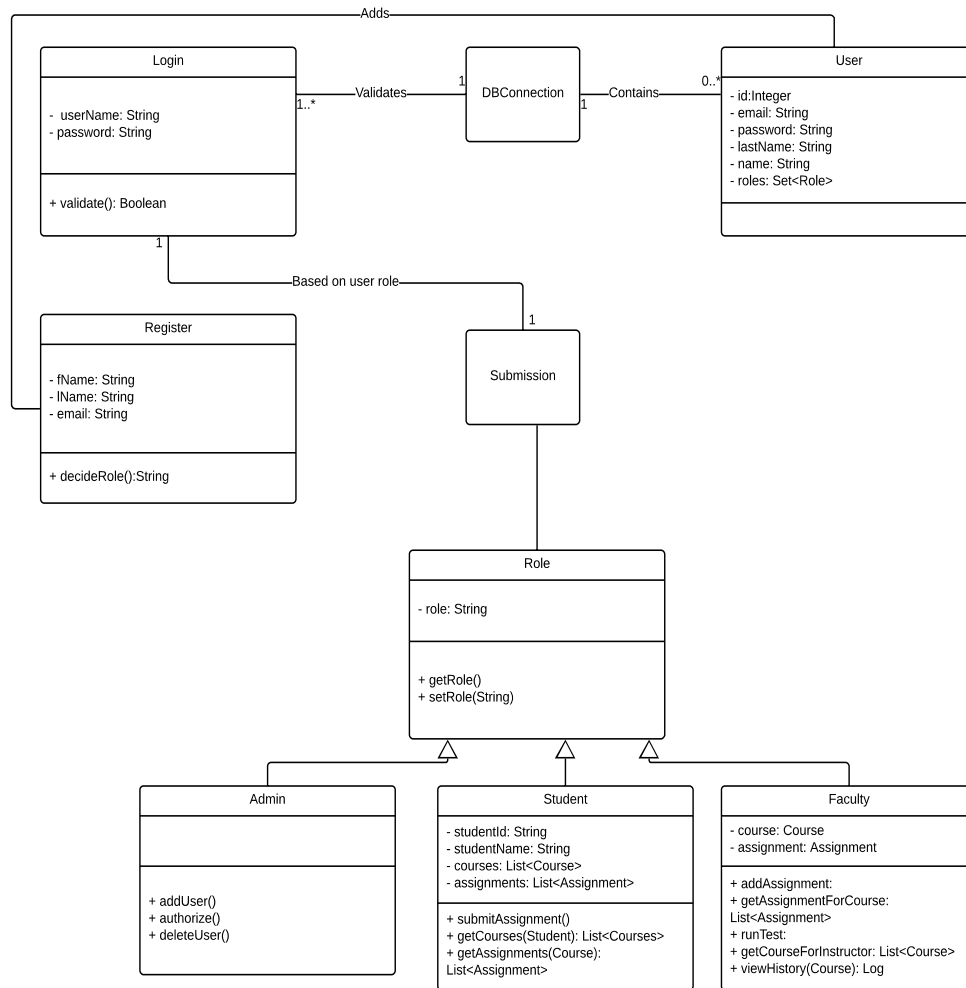 Adds
Login
- userName: String
- password: String
+ validate(): Boolean
1..*
Validates
1
DBConnection
1
Contains
0..*
User
- id:Integer
- email: String
- password: String
- lastName: String
- name: String
- roles: Set<Role>
1
Based on user role
1
Submission
Register
- fName: String
- lName: String
- email: String
+ decideRole():String
Role
- role: String
+ getRole()
+ setRole(String)
Admin
+ addUser()
+ authorize()
+ deleteUser()
Student
- studentId: String
- studentName: String
- courses: List<Course>
- assignments: List<Assignment>
+ submitAssignment()
+ getCourses(Student): List<Courses>
+ getAssignments(Course):
List<Assignment>
Faculty
- course: Course
- assignment: Assignment
+ addAssignment:
+ getAssignmentForCourse:
List<Assignment>
+ runTest:
+ getCourseForInstructor: List<Course>
+ viewHistory(Course): Log